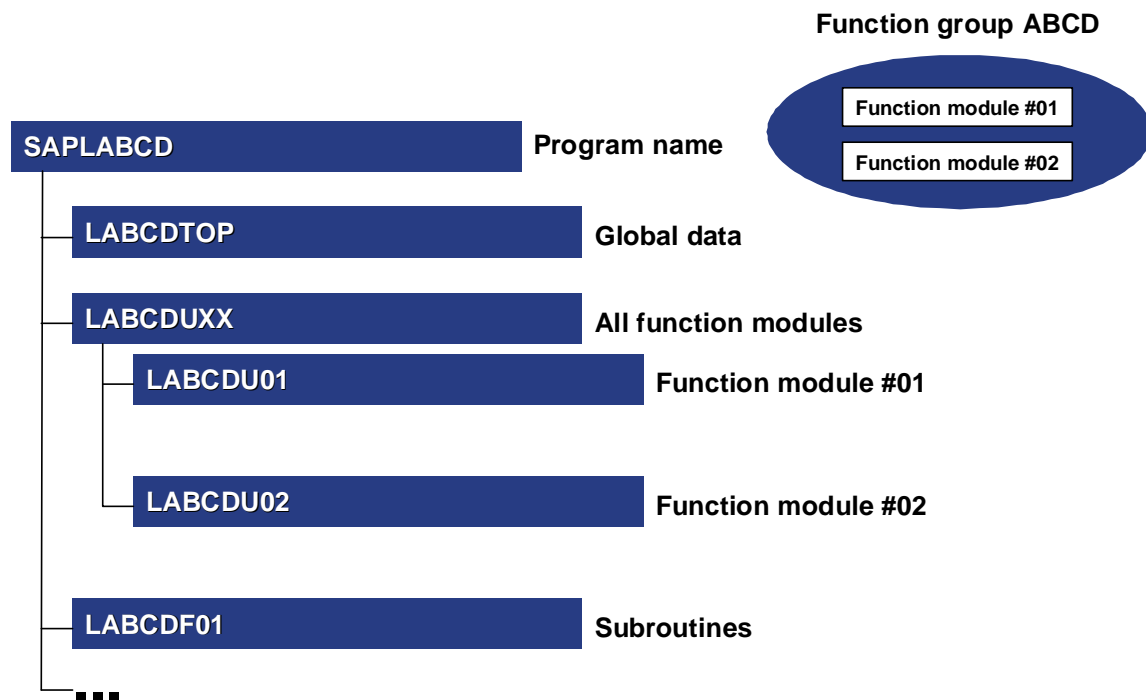 Function group ABCD
Function module #01
Function module #02
SAPLABCD Program name
LABCDTOP Global data
LABCDUXX All function modules
LABCDU01 Function module #01
LABCDU02 Function module #02
LABCDF01 Subroutines
...